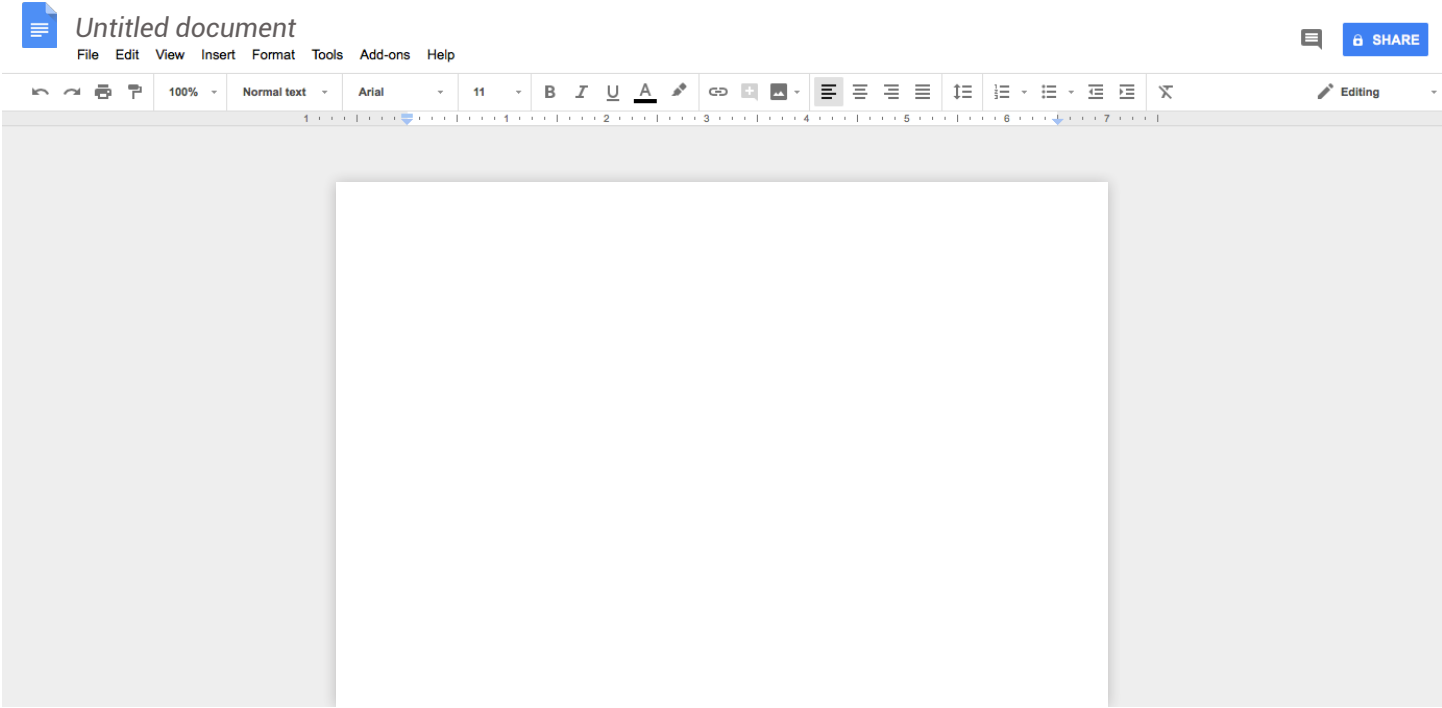 Untitled document
File Edit View Insert Format Tools Add-ons Help
SHARE
100% Normal text Arial 11 B I U A Editing
1 1 2 3 4 5 6 7